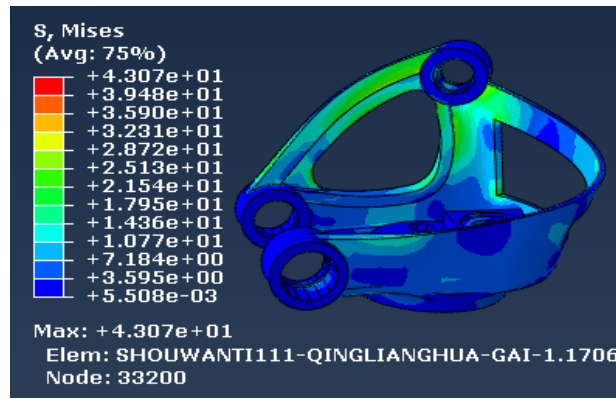 S, Mises
(Avg: 75%)
+4.307e+01
+3.948e+01
+3.590e+01
+3.231e+01
+2.872e+01
+2.513e+01
+2.154e+01
+1.795e+01
+1.436e+01
+1.077e+01
+7.184e+00
+3.595e+00
+5.508e-03
Max: +4.307e+01
Elem: SHOUWANTI111-QINGLIANGHUA-GAI-1.1706
Node: 33200